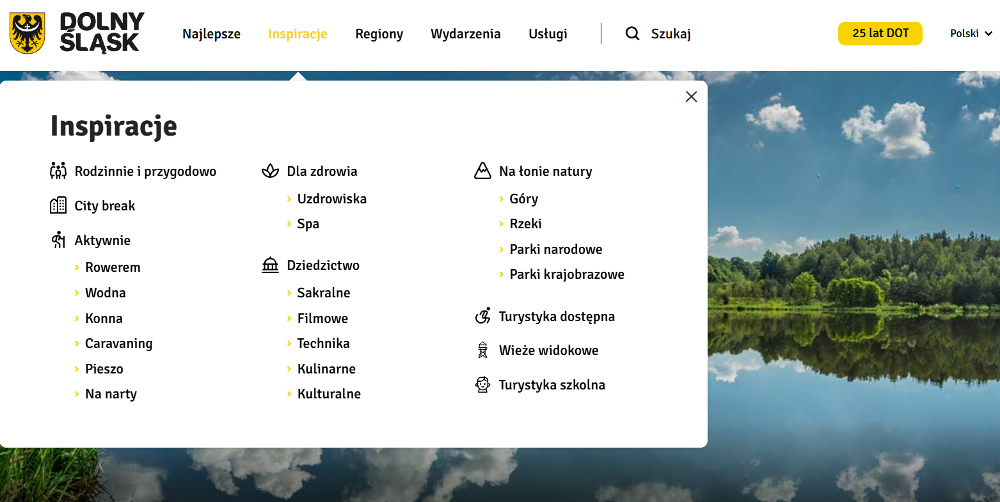 DOLNY
ŚLĄSK
Najlepsze
Inspiracje
Regiony
Wydarzenia
Usługi
Szukaj
25 lat DOT
Polski
Inspiracje
Rodzinnie i przygodowo
City break
Aktywnie
Rowerem
Wodna
Konna
Caravaning
Pieszo
Na narty
Dla zdrowia
Uzdrowiska
Spa
Dziedzictwo
Sakralne
Filmowe
Technika
Kulinarne
Kulturalne
Na łonie natury
Góry
Rzeki
Parki narodowe
Parki krajobrazowe
Turystyka dostępna
Wieże widokowe
Turystyka szkolna